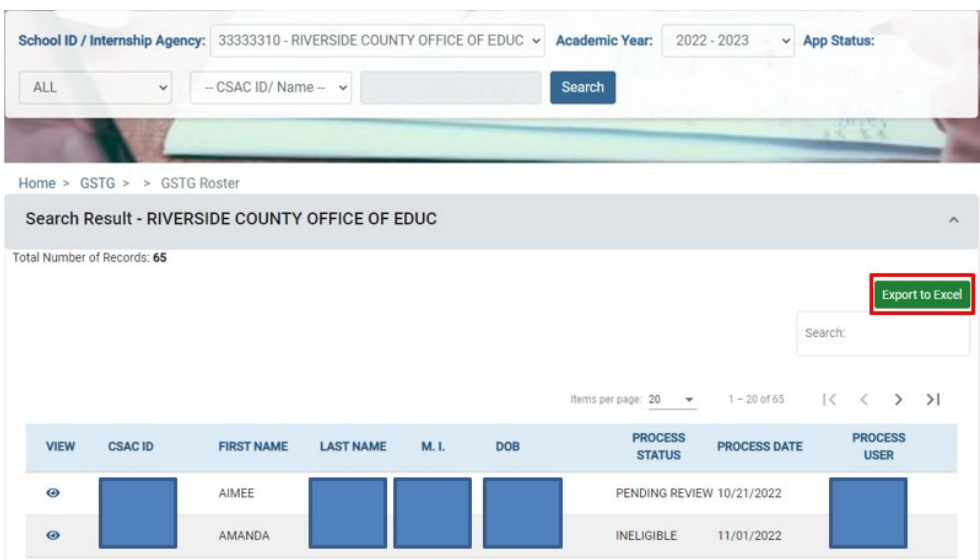 School ID / Internship Agency: 33333310 - RIVERSIDE COUNTY OFFICE OF EDUC Academic Year: 2022 - 2023 App Status:
ALL -- CSAC ID/ Name -- Search
Home > GSTG > > GSTG Roster
Search Result - RIVERSIDE COUNTY OFFICE OF EDUC
Total Number of Records: 65
Export to Excel
Search:
Items per page: 20 1 – 20 of 65
VIEW CSAC ID FIRST NAME LAST NAME M. I. DOB PROCESS STATUS PROCESS DATE PROCESS USER
AIMEE PENDING REVIEW 10/21/2022
AMANDA INELIGIBLE 11/01/2022